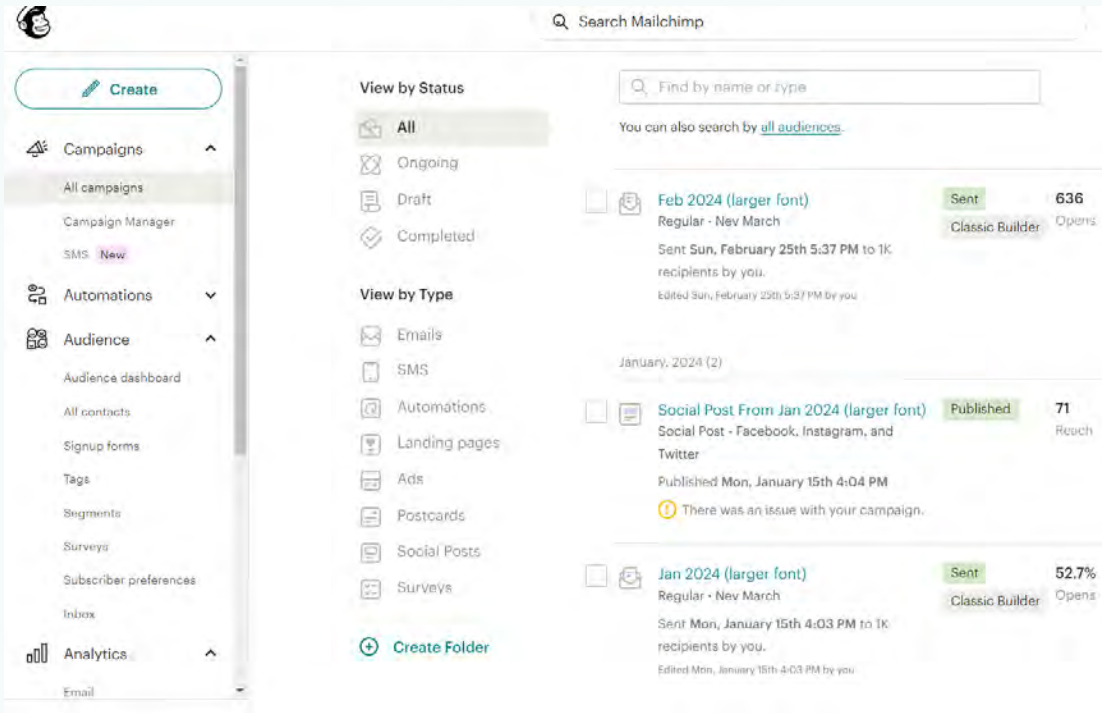 Search Mailchimp
Create
Campaigns
All campaigns
Campaign Manager
SMS New
Automations
Audience
Audience dashboard
All contacts
Signup forms
Tags
Segments
Surveys
Subscriber preferences
Inbox
Analytics
Email
View by Status
All
Ongoing
Draft
Completed
View by Type
Emails
SMS
Automations
Landing pages
Ads
Postcards
Social Posts
Surveys
Create Folder
Find by name or type
You can also search by all audiences.
Feb 2024 (larger font)
Regular · Nev March
Sent Sun, February 25th 5:37 PM to 1K
recipients by you.
Edited Sun, February 25th 5:37 PM by you
Sent
Classic Builder
636
Opens
January, 2024 (2)
Social Post From Jan 2024 (larger font)
Social Post · Facebook, Instagram, and
Twitter
Published Mon, January 15th 4:04 PM
There was an issue with your campaign.
Published
71
Reach
Jan 2024 (larger font)
Regular · Nev March
Sent Mon, January 15th 4:03 PM to 1K
recipients by you.
Edited Mon, January 15th 4:03 PM by you
Sent
Classic Builder
52.7%
Opens